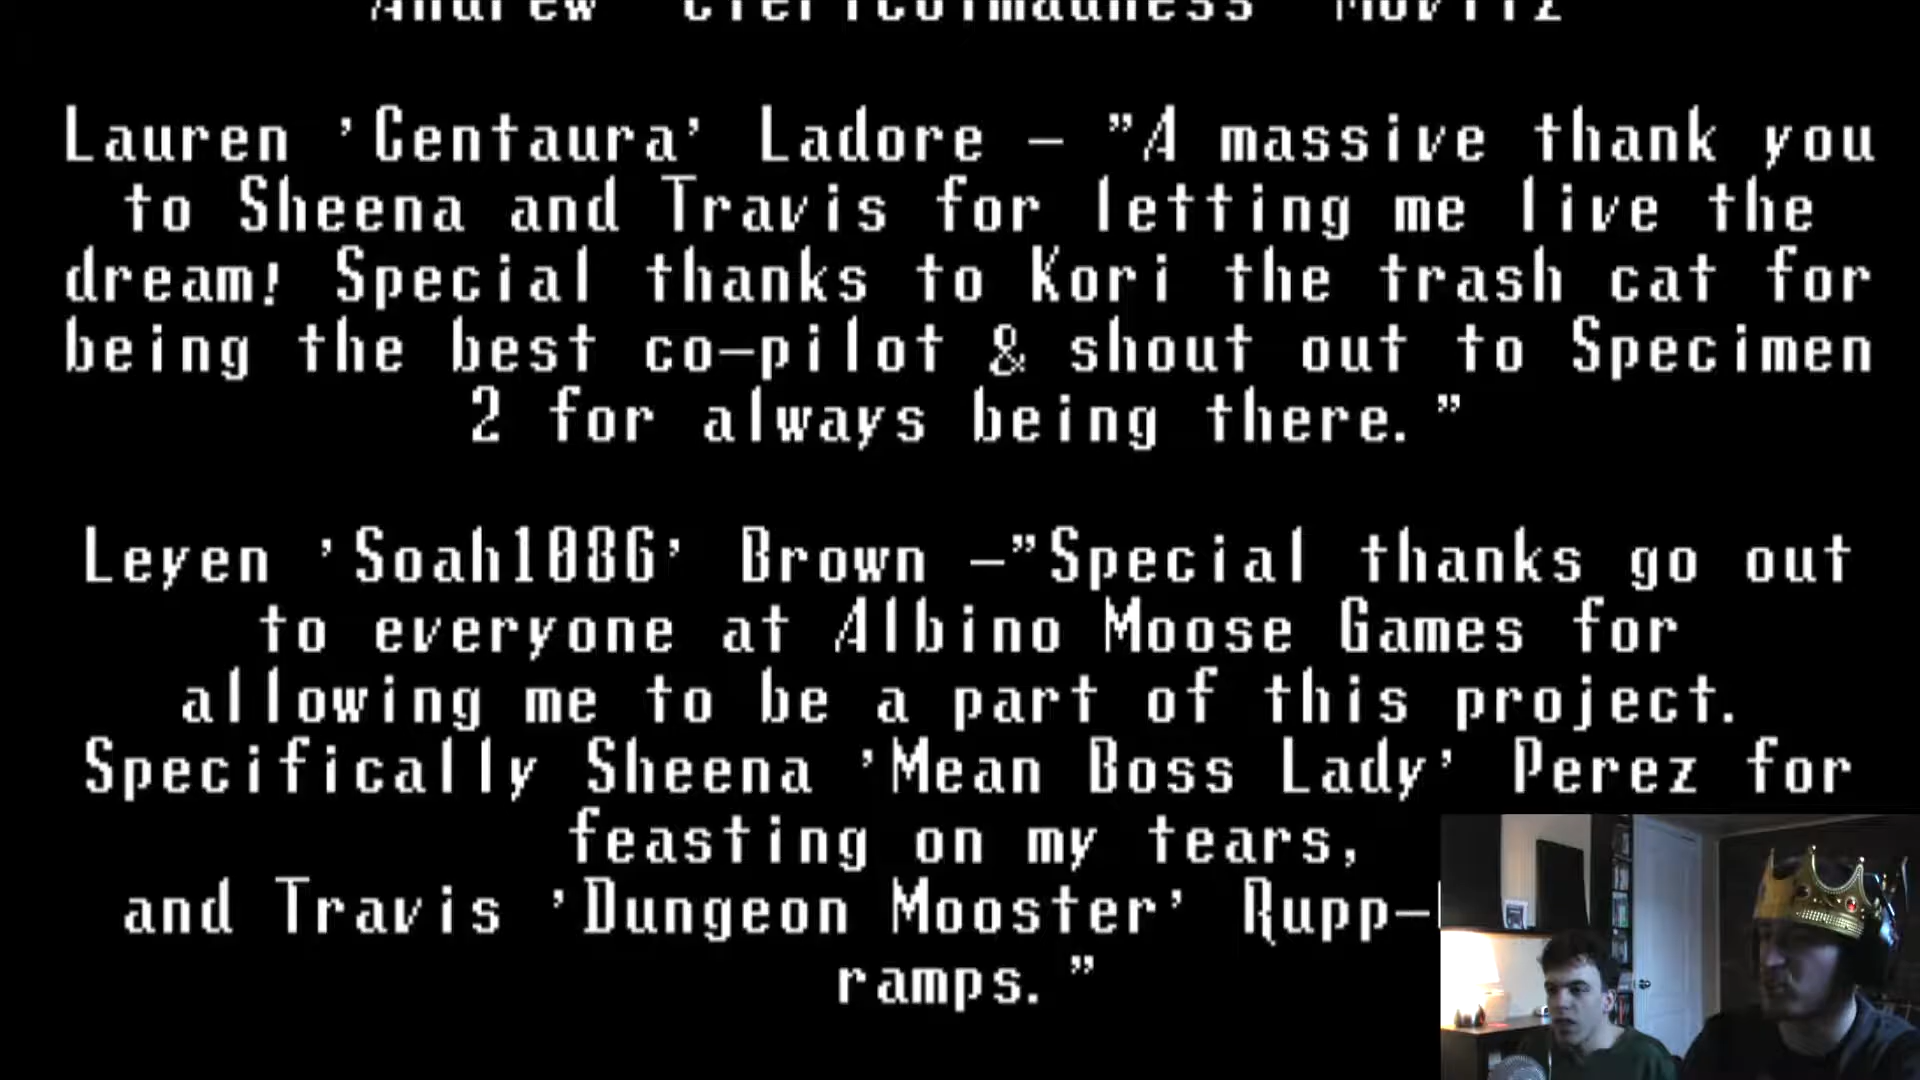 Andrew 'Clericofmadness' Moviiz
Lauren 'Centaura' Ladore – "A massive thank you
to Sheena and Travis for letting me live the
dream! Special thanks to Kori the trash cat for
being the best co–pilot & shout out to Specimen
2 for always being there."
Leyen 'Soah1086' Brown –"Special thanks go out
to everyone at Albino Moose Games for
allowing me to be a part of this project.
Specifically Sheena 'Mean Boss Lady' Perez for
feasting on my tears,
and Travis 'Dungeon Mooster' Rupp–
ramps."